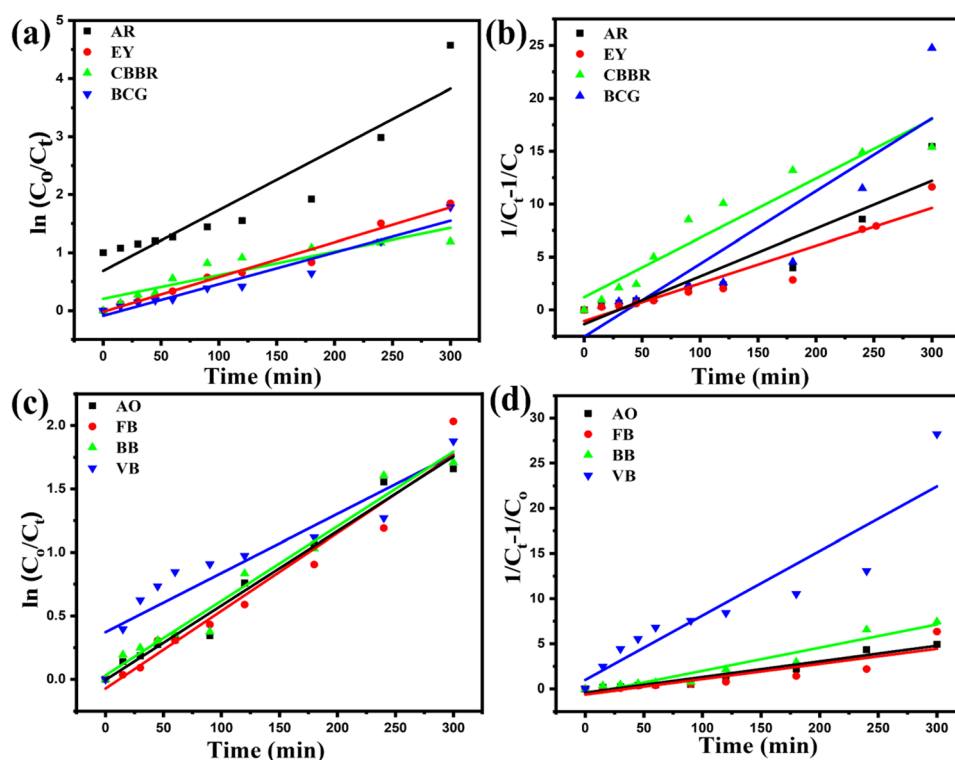 (a)
AR
EY
CBBR
BCG
ln (C₀/Cₜ)
5
4
3
2
1
0
0 50 100 150 200 250 300
Time (min)
(b)
AR
EY
CBBR
BCG
1/Cₜ-1/Cₒ
25
20
15
10
5
0
0 50 100 150 200 250 300
Time (min)
(c)
AO
FB
BB
VB
ln (Cₒ/Cₜ)
2.0
1.5
1.0
0.5
0.0
0 50 100 150 200 250 300
Time (min)
(d)
AO
FB
BB
VB
1/Cₜ-1/Cₒ
30
25
20
15
10
5
0
0 50 100 150 200 250 300
Time (min)